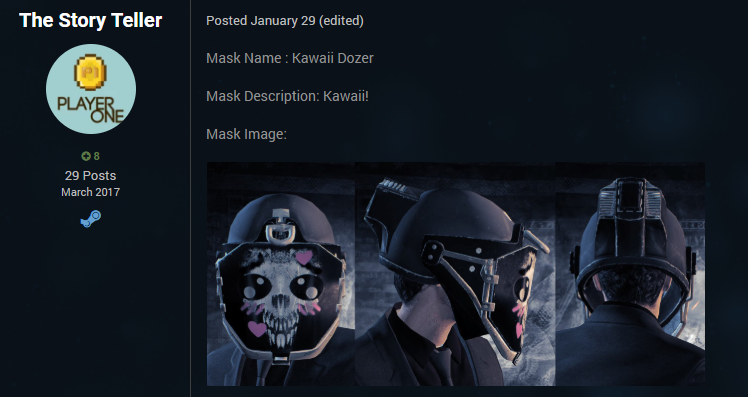 The Story Teller
P1
PLAYER
ONE
8
29 Posts
March 2017
Posted January 29 (edited)
Mask Name : Kawaii Dozer
Mask Description: Kawaii!
Mask Image: